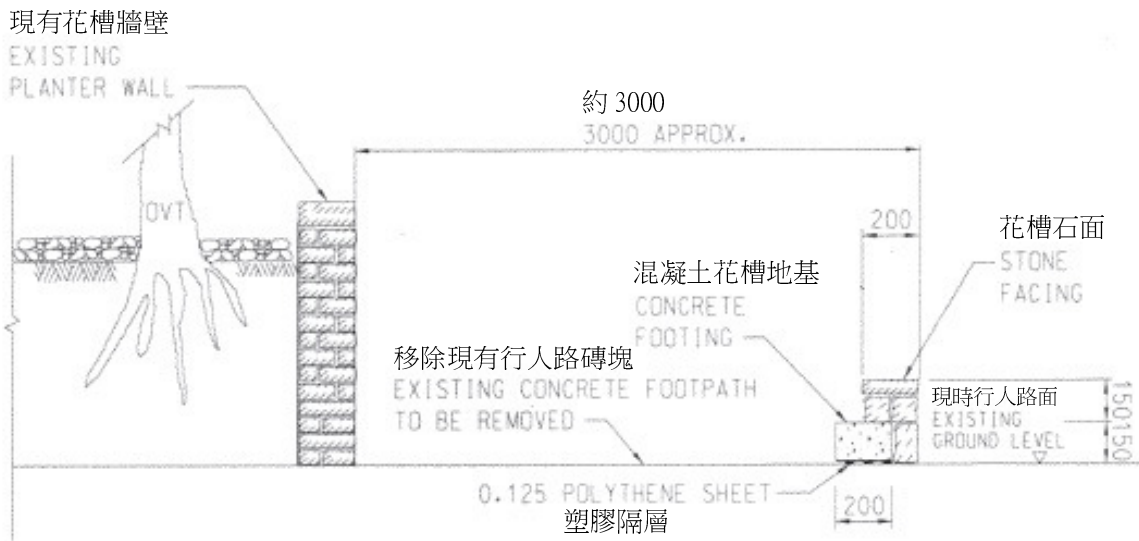 現有花槽牆壁
EXISTING
PLANTER WALL
約 3000
3000 APPROX.
OVT
200
花槽石面
STONE
FACING
混凝土花槽地基
CONCRETE
FOOTING
移除現有行人路磚塊
EXISTING CONCRETE FOOTPATH
TO BE REMOVED
現時行人路面
EXISTING
GROUND LEVEL
150
150
0.125 POLYTHENE SHEET
塑膠隔層
200